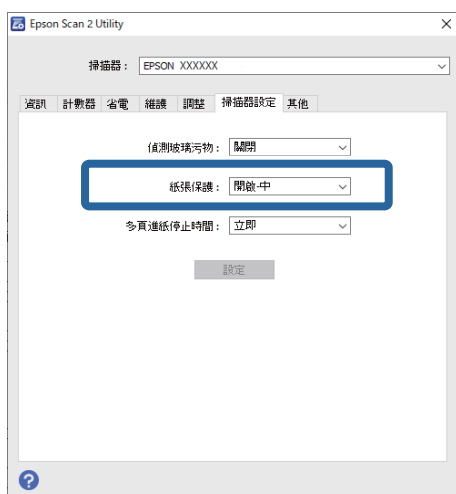 Epson Scan 2 Utility
掃描器： EPSON XXXXXX
資訊 計數器 省電 維護 調整 掃描器設定 其他
偵測玻璃污物： 關閉
紙張保護： 開啟-中
多頁進紙停止時間： 立即
設定
?